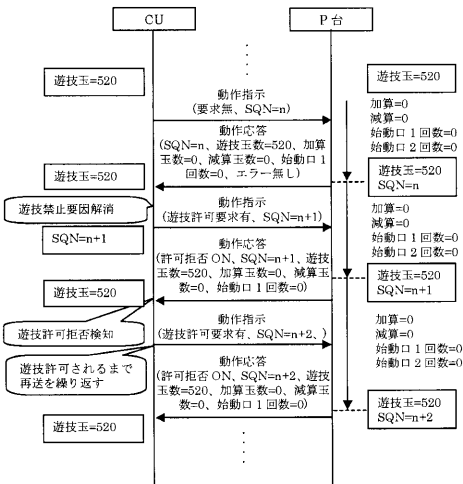 CU
P台
遊技玉=520
遊技玉=520
動作指示
(要求無、SQN=n)
加算=0
減算=0
始動口1回数=0
始動口2回数=0
動作応答
(SQN=n、遊技玉数=520、加算
玉数=0、減算玉数=0、始動口1
回数=0、エラー無し)
遊技玉=520
遊技玉=520
SQN=n
遊技禁止要因解消
動作指示
(遊技許可要求有、SQN=n+1)
SQN=n+1
加算=0
減算=0
始動口1回数=0
始動口2回数=0
動作応答
(許可拒否ON、SQN=n+1、遊技
玉数=520、加算玉数=0、減算玉
数=0、始動口1回数=0)
遊技玉=520
遊技玉=520
SQN=n+1
遊技許可拒否検知
動作指示
(遊技許可要求有、SQN=n+2、)
遊技許可されるまで
再送を繰り返す
加算=0
減算=0
始動口1回数=0
始動口2回数=0
動作応答
(許可拒否ON、SQN=n+2、遊技
玉数=520、加算玉数=0、減算玉
数=0、始動口1回数=0)
遊技玉=520
遊技玉=520
SQN=n+2